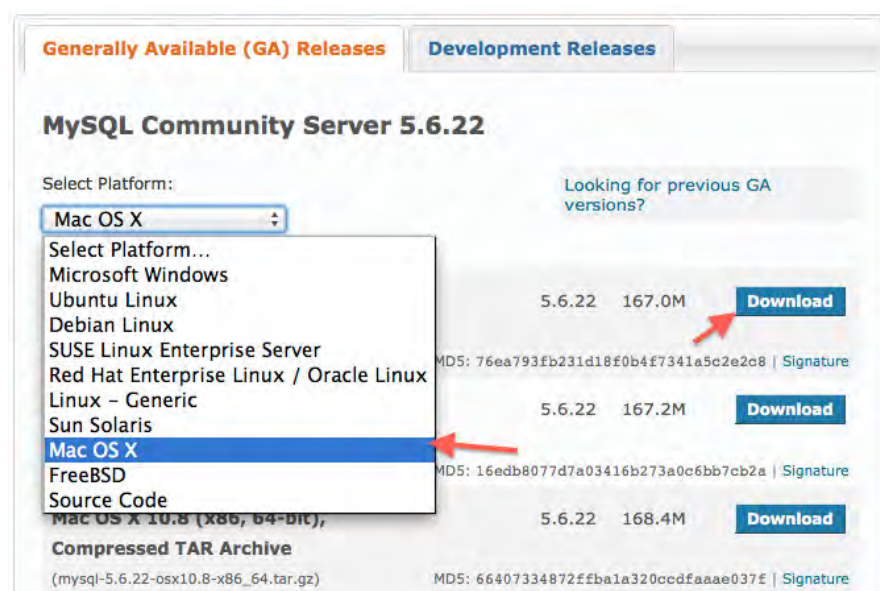 Generally Available (GA) Releases
Development Releases
MySQL Community Server 5.6.22
Select Platform:
Looking for previous GA
versions?
Mac OS X
Select Platform...
Microsoft Windows
Ubuntu Linux
Debian Linux
SUSE Linux Enterprise Server
Red Hat Enterprise Linux / Oracle Linux
Linux – Generic
Sun Solaris
Mac OS X
FreeBSD
Source Code
5.6.22 167.0M Download
MD5: 76ea793fb231d18f0b4f7341a5c2e2c8 | Signature
5.6.22 167.2M Download
MD5: 16edb8077d7a03416b273a0c6bb7cb2a | Signature
Mac OS X 10.8 (x86, 64-bit),
Compressed TAR Archive
5.6.22 168.4M Download
(mysql-5.6.22-osx10.8-x86_64.tar.gz)
MD5: 66407334872ffba1a320ccdfaaae037f | Signature